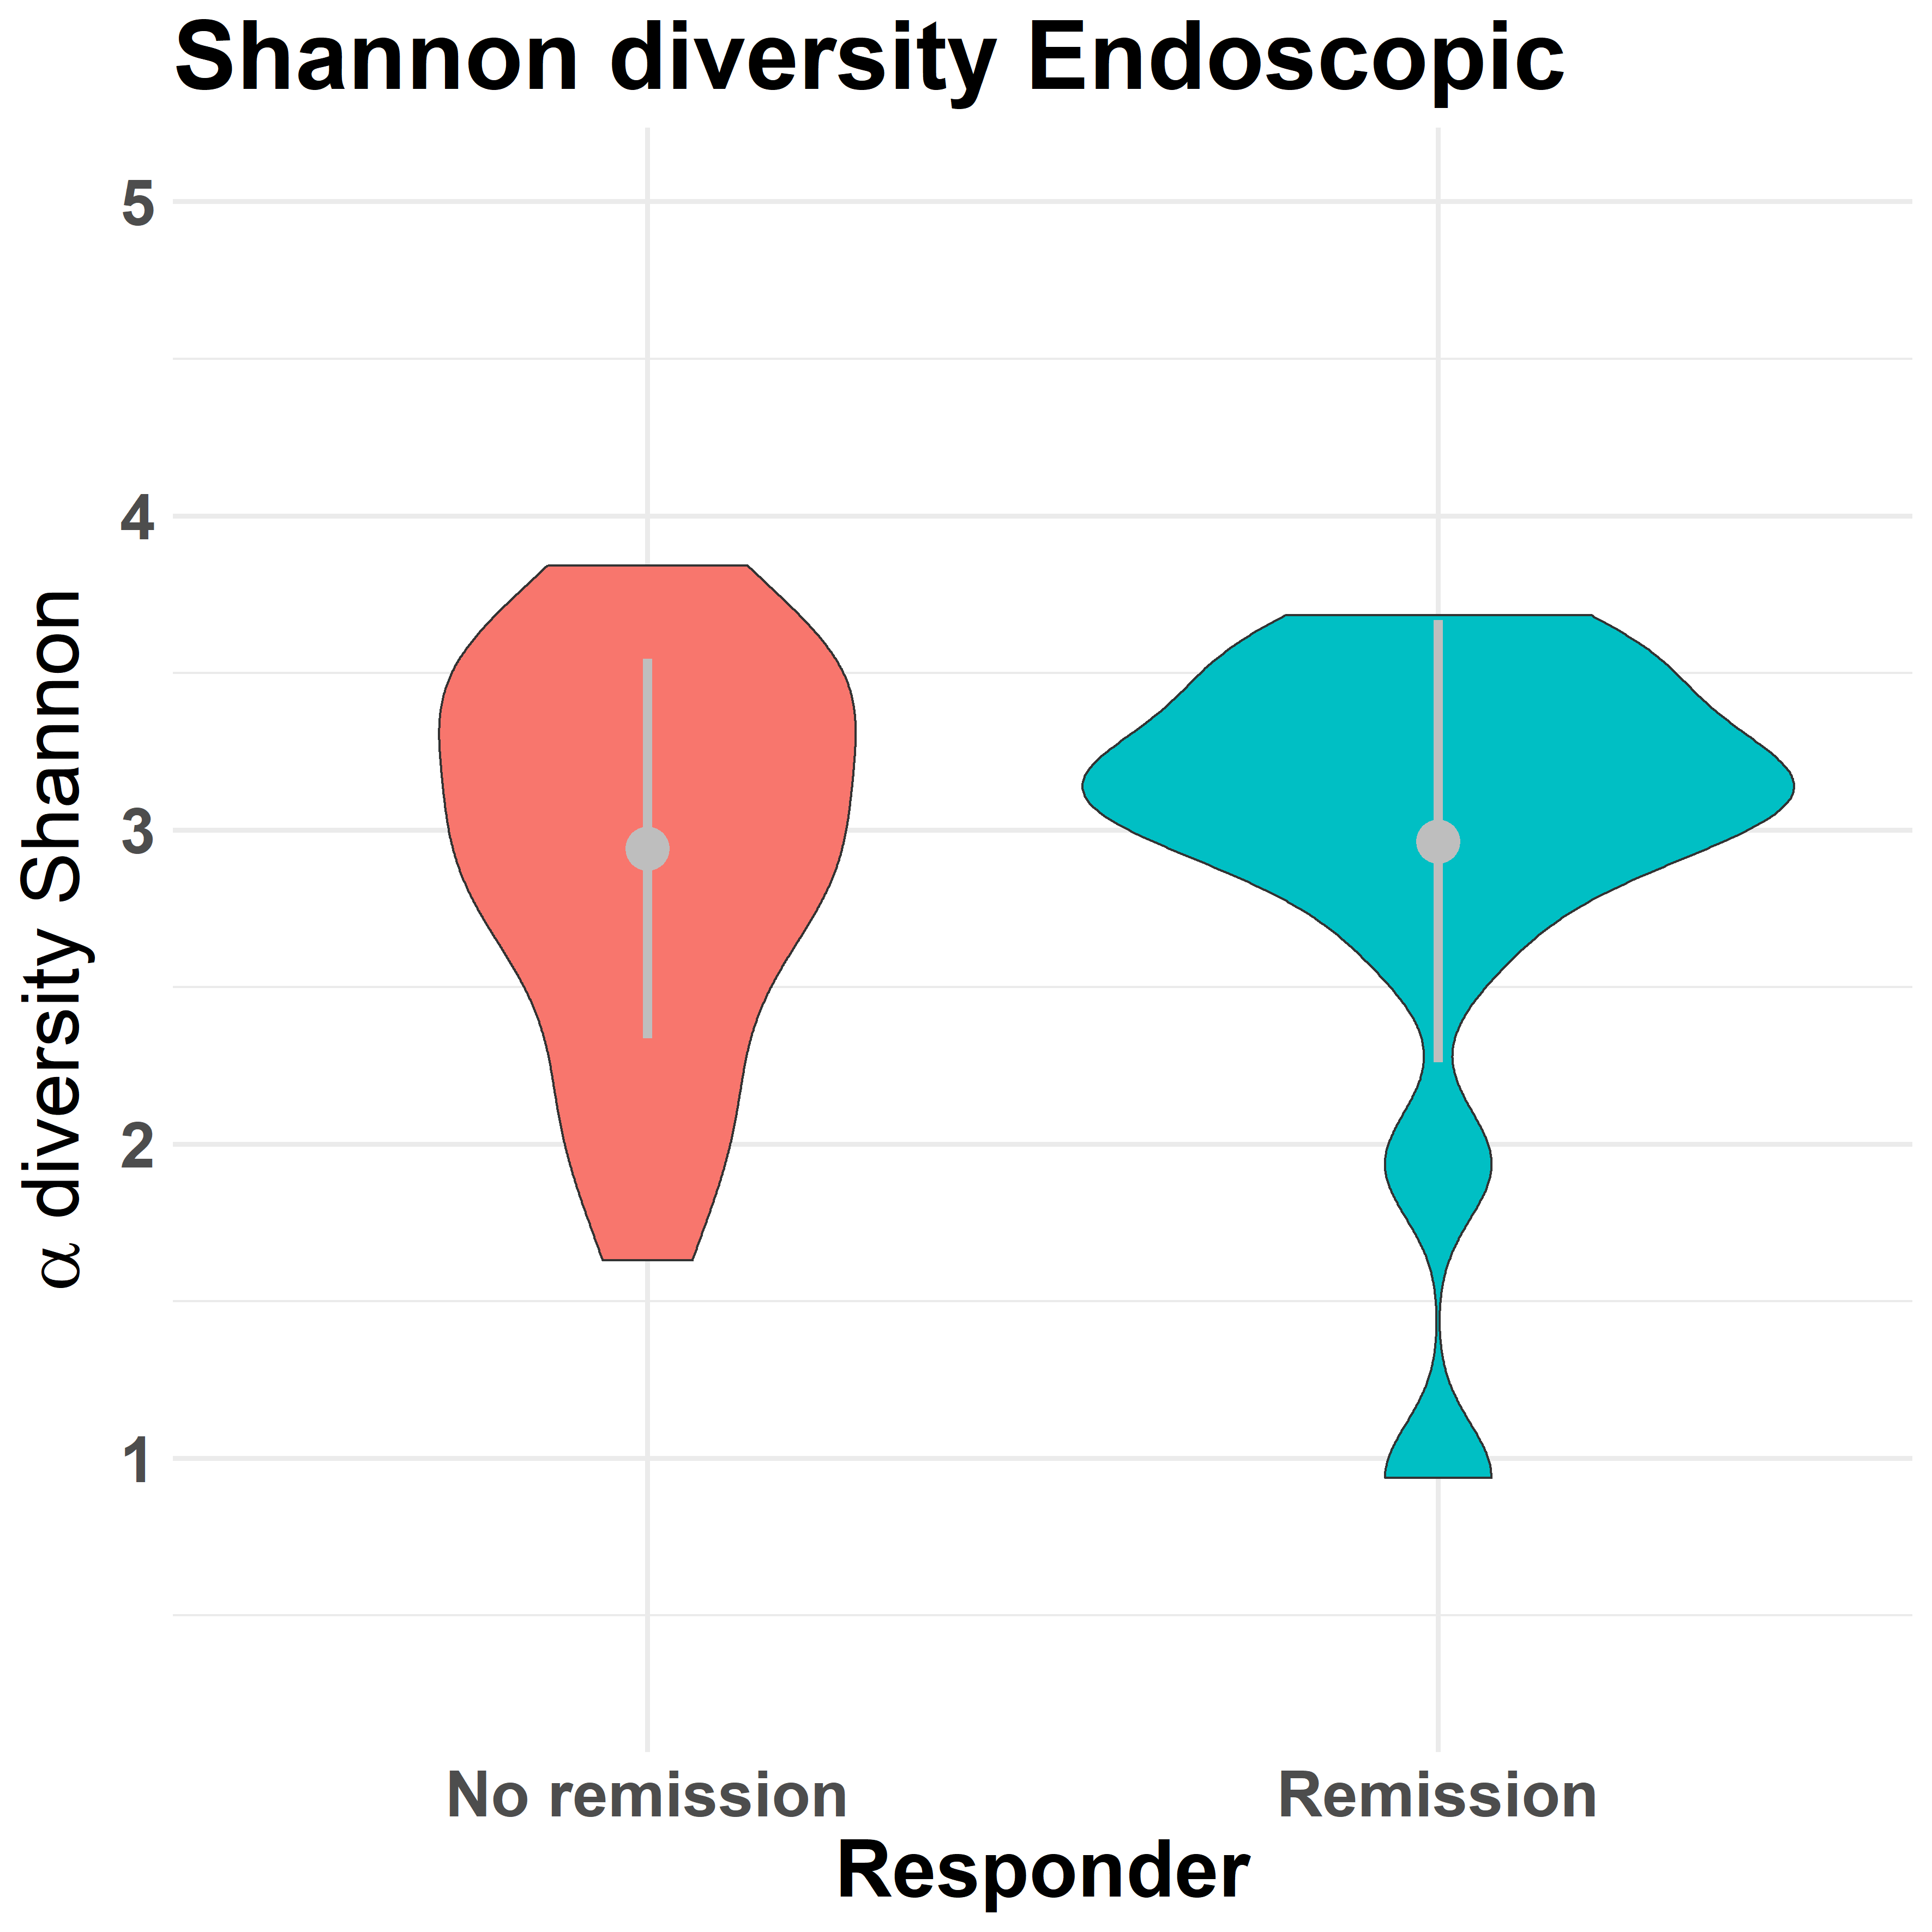 Shannon diversity Endoscopic
α diversity Shannon
5
4
3
2
1
No remission
Remission
Responder